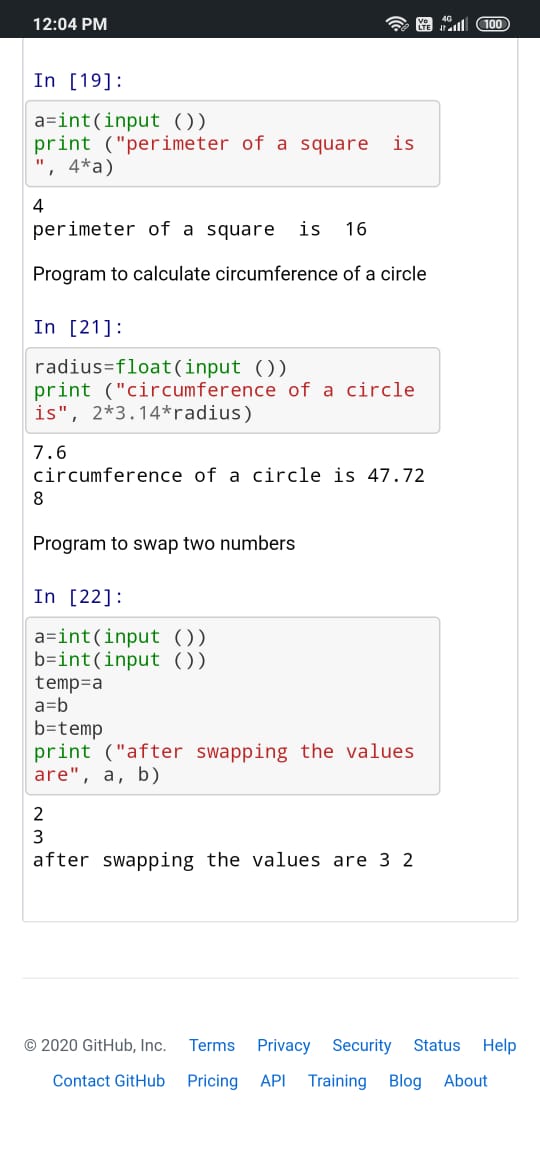 12:04 PM
Vo LTE 4G 100
In [19]:
a=int(input ())
print ("perimeter of a square  is
", 4*a)
4
perimeter of a square  is  16
Program to calculate circumference of a circle
In [21]:
radius=float(input ())
print ("circumference of a circle
is", 2*3.14*radius)
7.6
circumference of a circle is 47.72
8
Program to swap two numbers
In [22]:
a=int(input ())
b=int(input ())
temp=a
a=b
b=temp
print ("after swapping the values
are", a, b)
2
3
after swapping the values are 3 2
© 2020 GitHub, Inc. Terms Privacy Security Status Help
Contact GitHub Pricing API Training Blog About